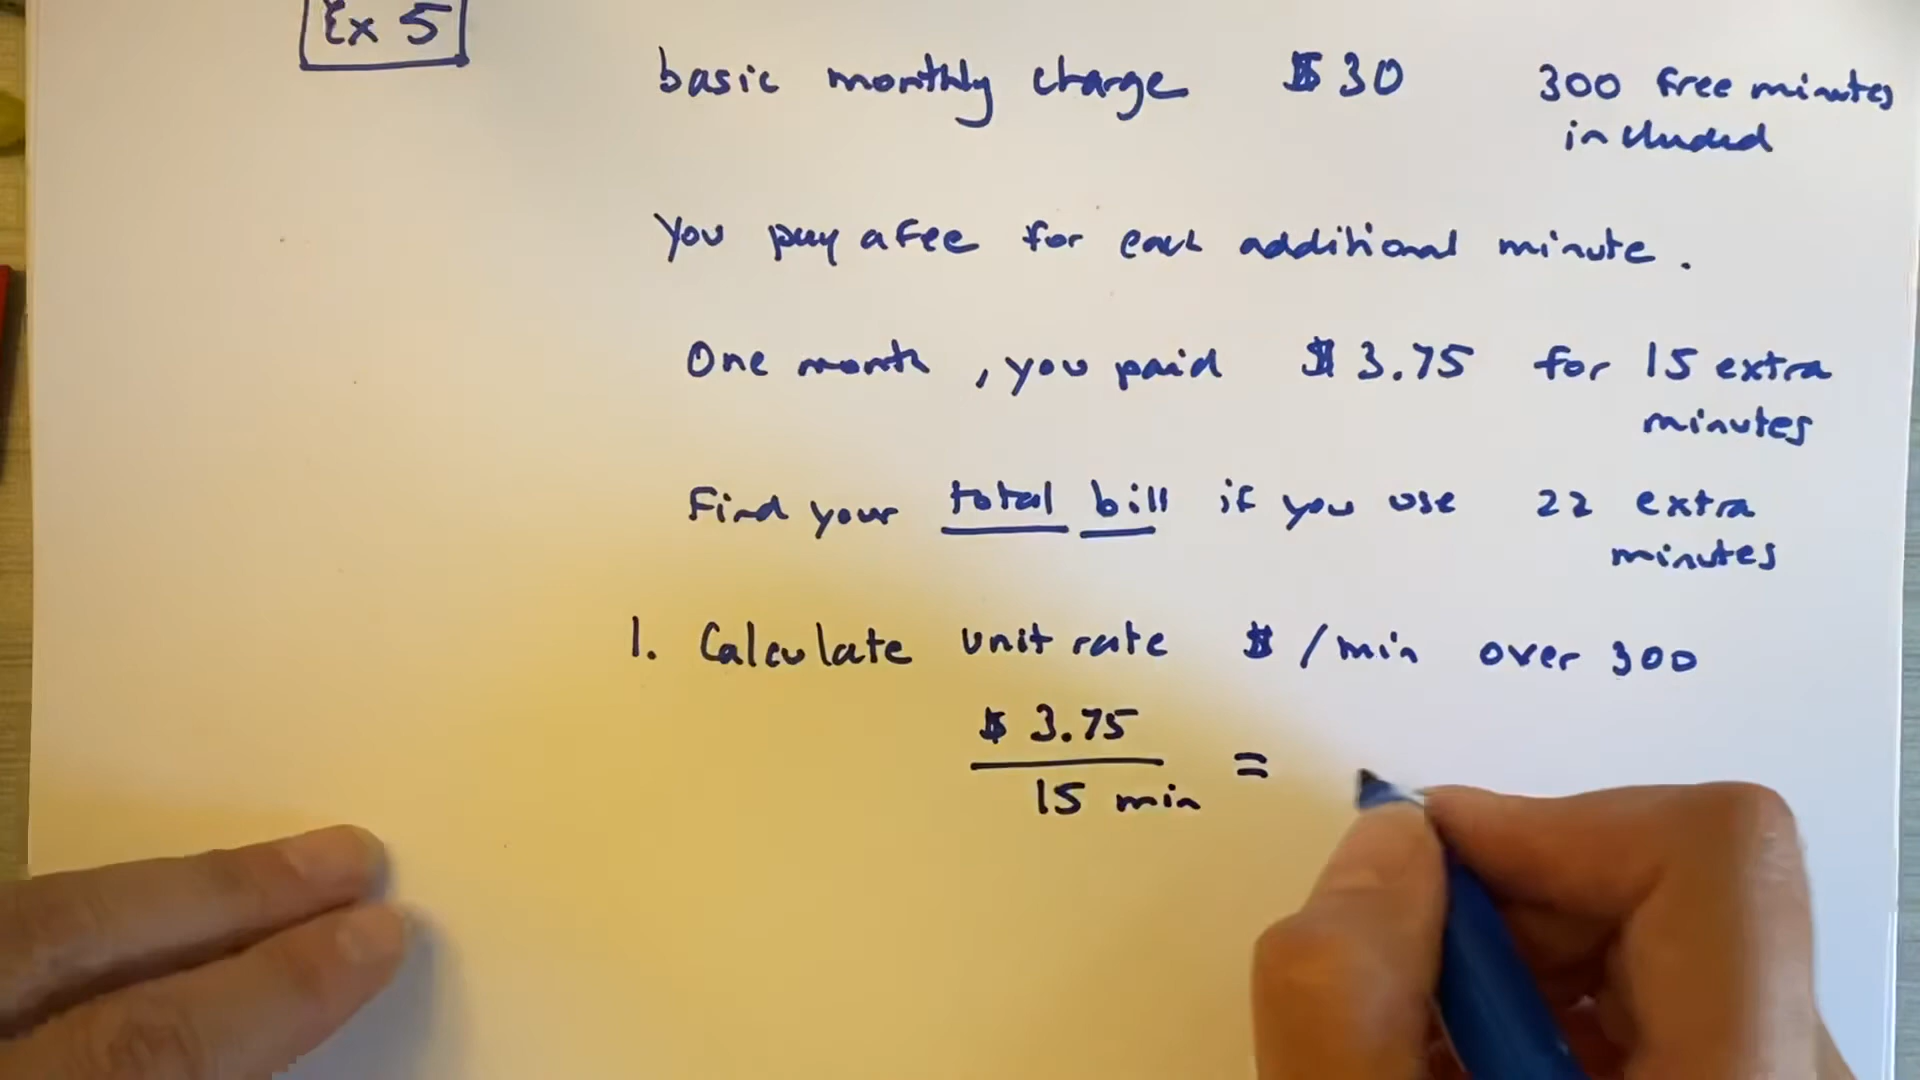 Ex 5
basic monthly charge $30 300 free minutes
included
You pay a fee for each additional minute.
One month, you paid $3.75 for 15 extra
minutes
Find your total bill if you use 22 extra
minutes
1. Calculate unit rate $/min over 300
$3.75
15 min =